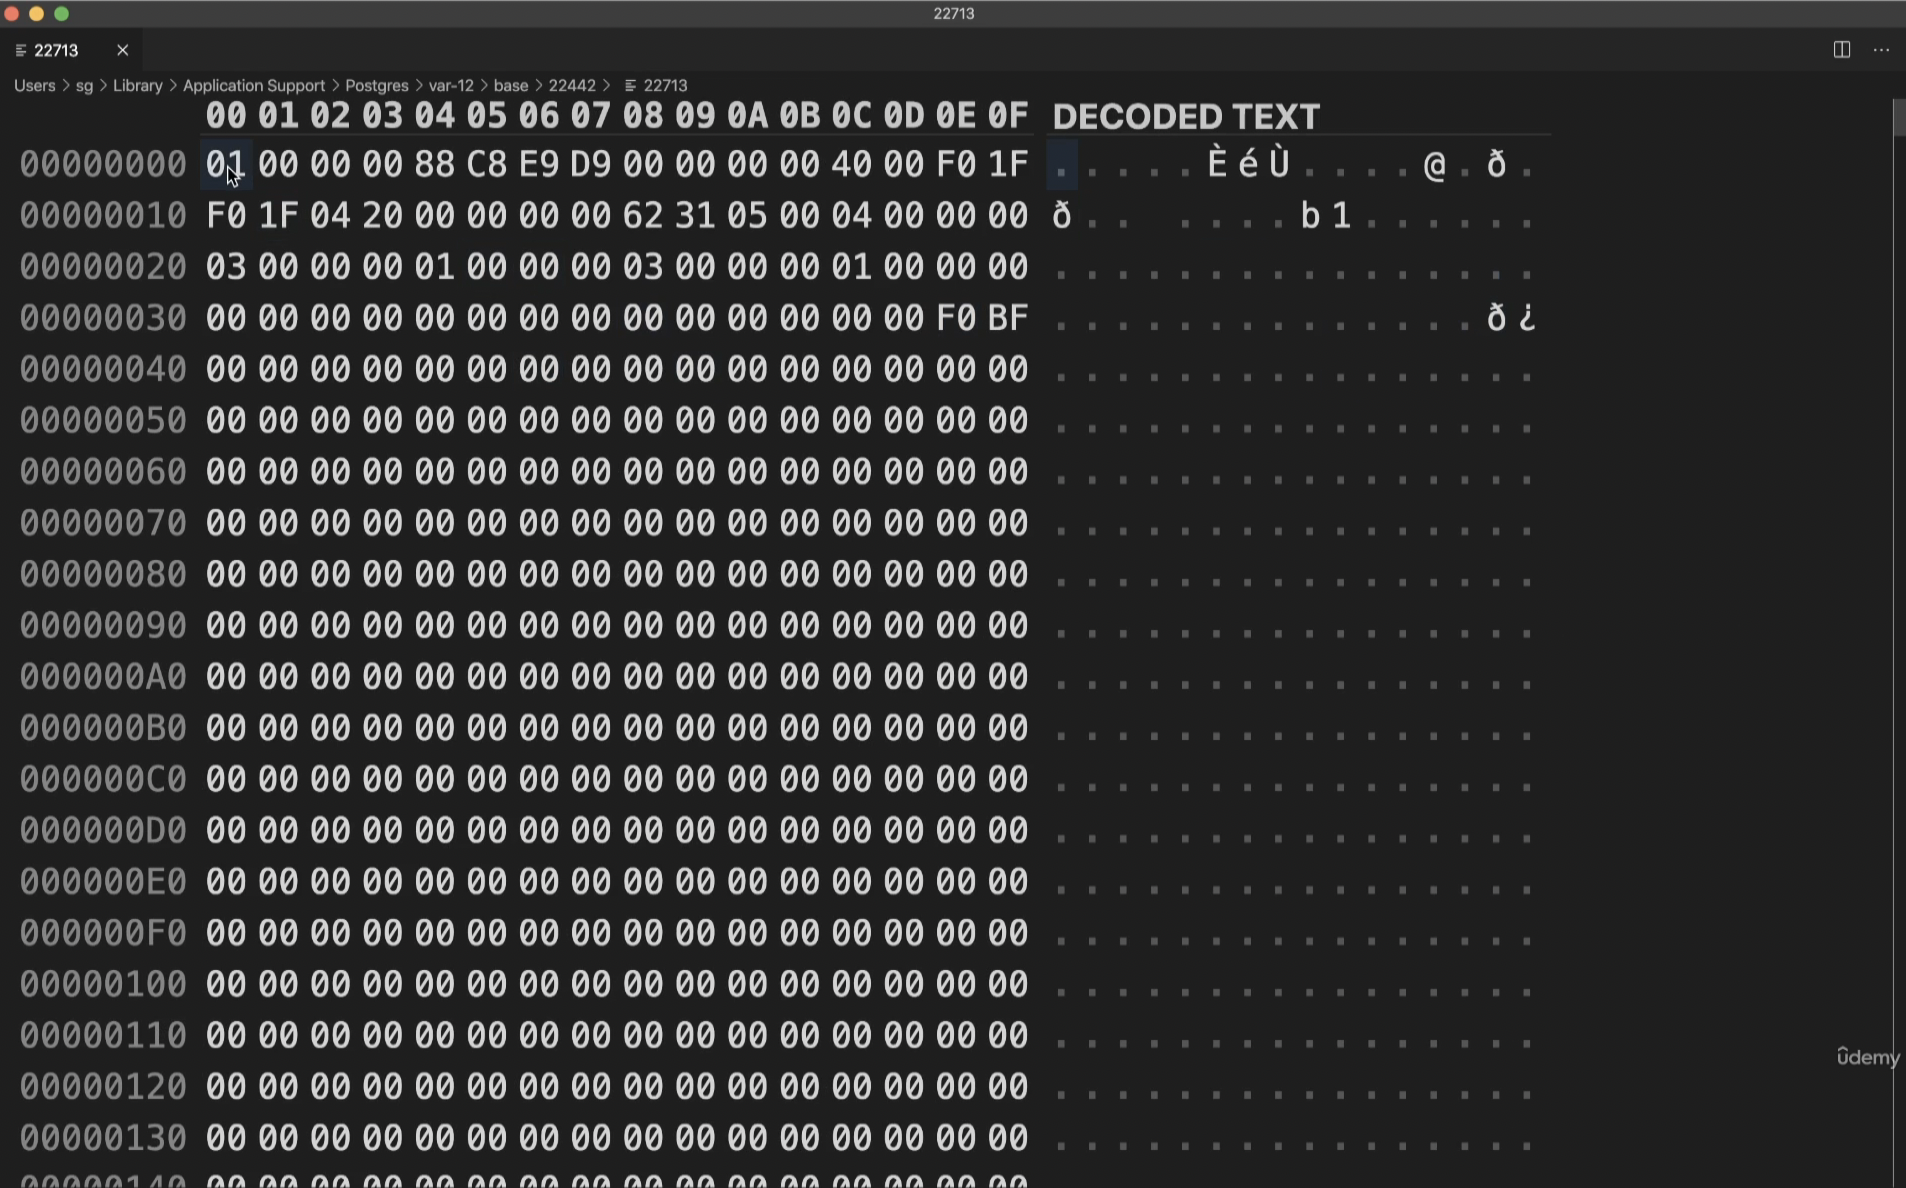 22713
22713
Users > sg > Library > Application Support > Postgres > var-12 > base > 22442 > 22713
00 01 02 03 04 05 06 07 08 09 0A 0B 0C 0D 0E 0F DECODED TEXT
00000000 01 00 00 00 88 C8 E9 D9 00 00 00 00 40 00 F0 1F . . . . . È é Ù . . . . @ . ð .
00000010 F0 1F 04 20 00 00 00 00 62 31 05 00 04 00 00 00 ð . .   . . . . b 1 . . . . . .
00000020 03 00 00 00 01 00 00 00 03 00 00 00 01 00 00 00 . . . . . . . . . . . . . . . .
00000030 00 00 00 00 00 00 00 00 00 00 00 00 00 00 F0 BF . . . . . . . . . . . . . . ð ¿
00000040 00 00 00 00 00 00 00 00 00 00 00 00 00 00 00 00 . . . . . . . . . . . . . . . .
00000050 00 00 00 00 00 00 00 00 00 00 00 00 00 00 00 00 . . . . . . . . . . . . . . . .
00000060 00 00 00 00 00 00 00 00 00 00 00 00 00 00 00 00 . . . . . . . . . . . . . . . .
00000070 00 00 00 00 00 00 00 00 00 00 00 00 00 00 00 00 . . . . . . . . . . . . . . . .
00000080 00 00 00 00 00 00 00 00 00 00 00 00 00 00 00 00 . . . . . . . . . . . . . . . .
00000090 00 00 00 00 00 00 00 00 00 00 00 00 00 00 00 00 . . . . . . . . . . . . . . . .
000000A0 00 00 00 00 00 00 00 00 00 00 00 00 00 00 00 00 . . . . . . . . . . . . . . . .
000000B0 00 00 00 00 00 00 00 00 00 00 00 00 00 00 00 00 . . . . . . . . . . . . . . . .
000000C0 00 00 00 00 00 00 00 00 00 00 00 00 00 00 00 00 . . . . . . . . . . . . . . . .
000000D0 00 00 00 00 00 00 00 00 00 00 00 00 00 00 00 00 . . . . . . . . . . . . . . . .
000000E0 00 00 00 00 00 00 00 00 00 00 00 00 00 00 00 00 . . . . . . . . . . . . . . . .
000000F0 00 00 00 00 00 00 00 00 00 00 00 00 00 00 00 00 . . . . . . . . . . . . . . . .
00000100 00 00 00 00 00 00 00 00 00 00 00 00 00 00 00 00 . . . . . . . . . . . . . . . .
00000110 00 00 00 00 00 00 00 00 00 00 00 00 00 00 00 00 . . . . . . . . . . . . . . . .
00000120 00 00 00 00 00 00 00 00 00 00 00 00 00 00 00 00 . . . . . . . . . . . . . . . .
00000130 00 00 00 00 00 00 00 00 00 00 00 00 00 00 00 00 . . . . . . . . . . . . . . . .
00000140 00 00 00 00 00 00 00 00 00 00 00 00 00 00 00 00
ûdemy